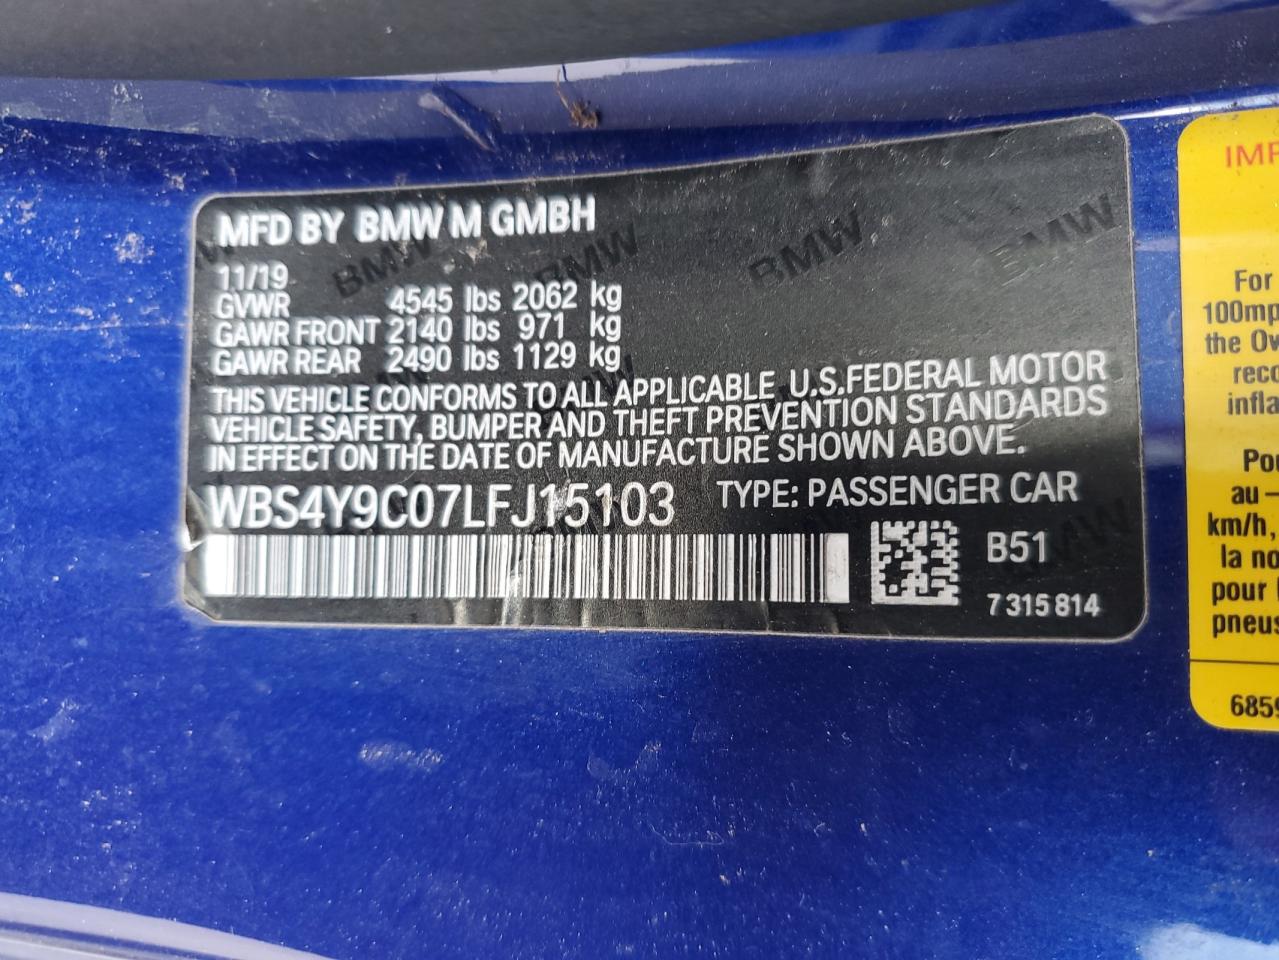 MFD BY BMW M GMBH
11/19
GVWR 4545 lbs 2062 kg
GAWR FRONT 2140 lbs 971 kg
GAWR REAR 2490 lbs 1129 kg
THIS VEHICLE CONFORMS TO ALL APPLICABLE U.S.FEDERAL MOTOR
VEHICLE SAFETY, BUMPER AND THEFT PREVENTION STANDARDS
IN EFFECT ON THE DATE OF MANUFACTURE SHOWN ABOVE.
WBS4Y9C07LFJ15103 TYPE: PASSENGER CAR
B51
7 315 814
BMW BMW BMW BMW
For
100mp
the Ov
reco
infla
au –
km/h,
la no
pour
pneus